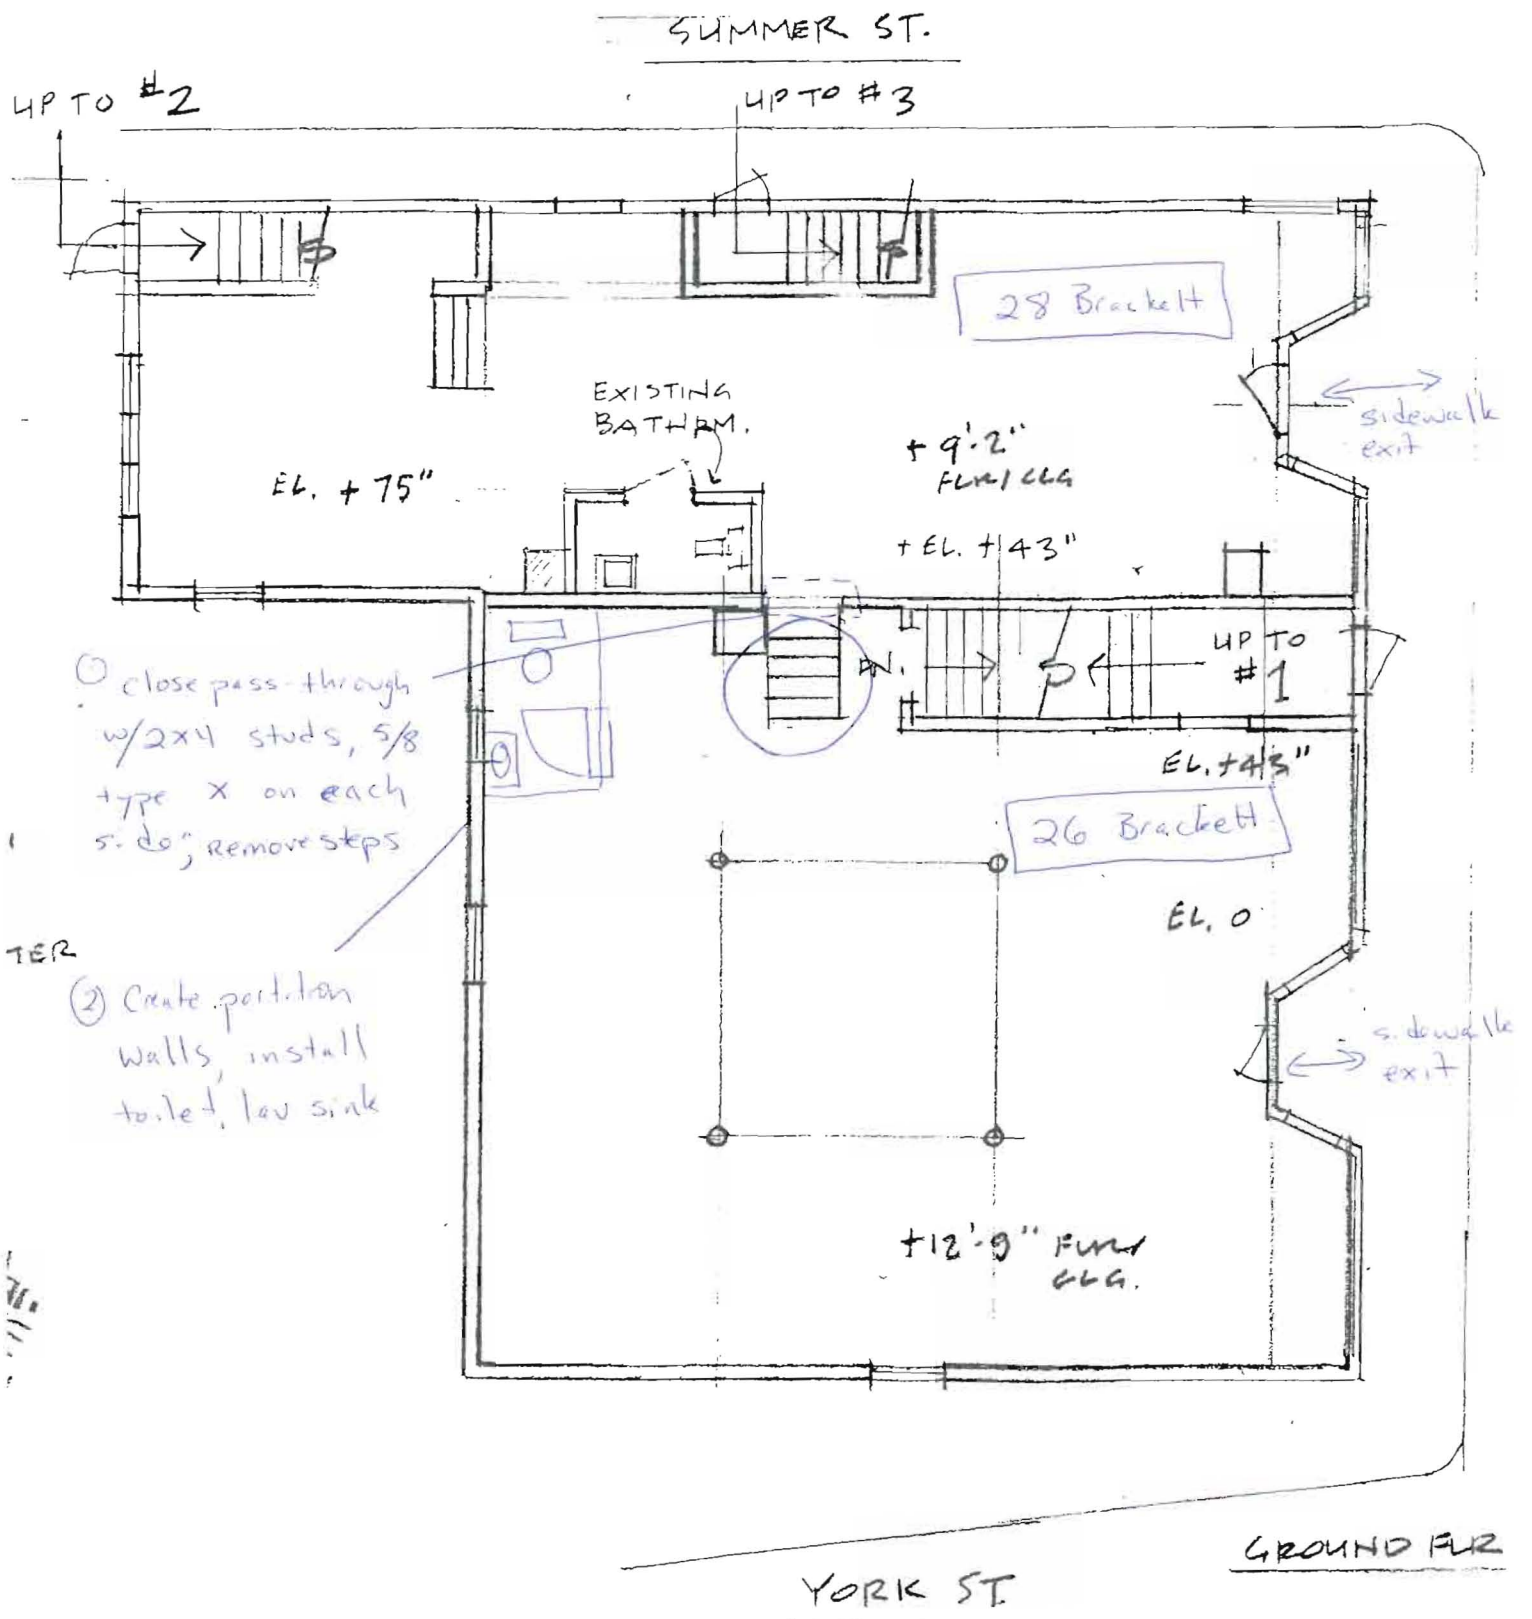 SUMMER ST.
UP TO #2
UP TO #3
28 Brackett
EXISTING
BATHRM.
sidewalk
exit
+ 9'-2"
FLR/CLG
EL. + 75"
+ EL. +43"
UP TO
#1
① close pass-through
w/2x4 studs, 5/8
type X on each
side; Remove steps
EL. +43"
26 Brackett
EL. 0
TER
② Create partition
walls, install
toilet, lav sink
sidewalk
exit
+12'-9" FLR/
CLG.
GROUND FLR
YORK ST